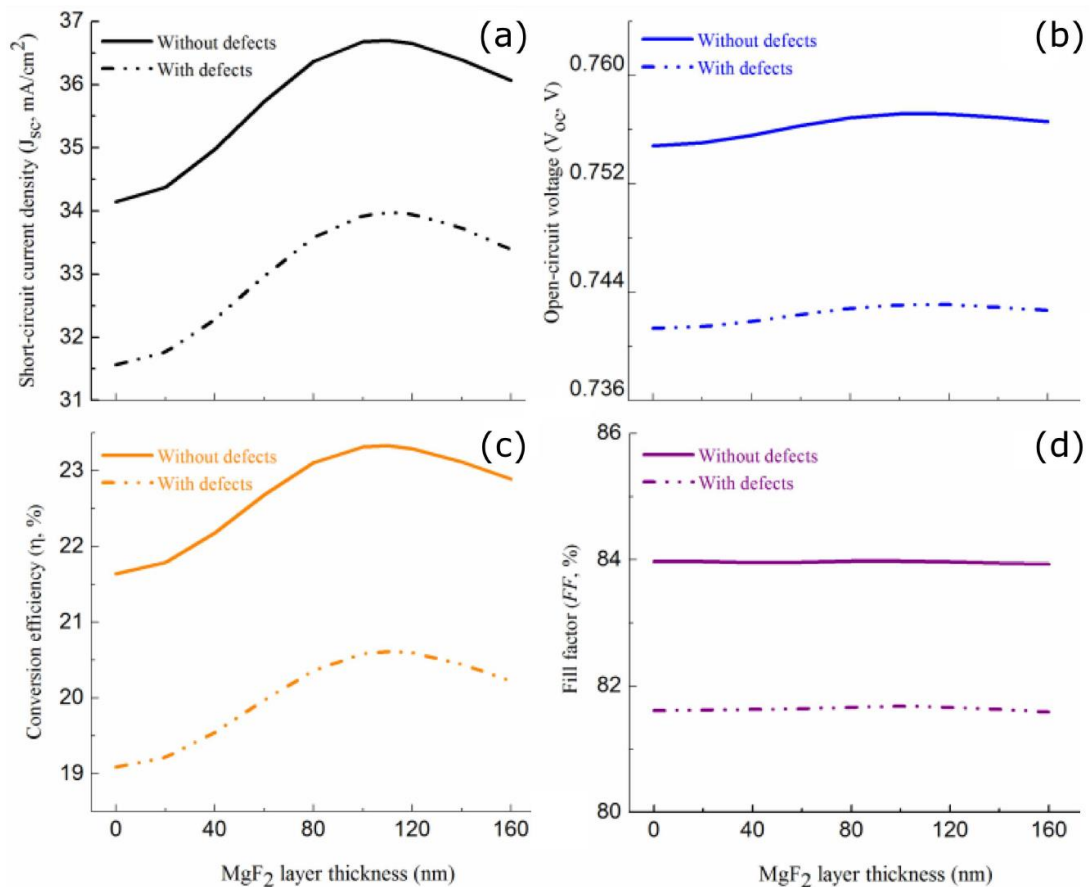 (a)
Without defects
With defects
Short-circuit current density (Jsc, mA/cm²)
37
36
35
34
33
32
31
(b)
Without defects
With defects
Open-circuit voltage (Voc, V)
0.760
0.752
0.744
0.736
(c)
Without defects
With defects
Conversion efficiency (η, %)
23
22
21
20
19
0 40 80 120 160
MgF₂ layer thickness (nm)
(d)
Without defects
With defects
Fill factor (FF, %)
86
84
82
80
0 40 80 120 160
MgF₂ layer thickness (nm)